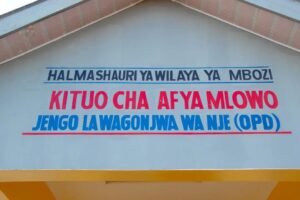 HALMASHAURI YA WILAYA YA MBOZI
KITUO CHA AFYA MLOWO
JENGO LA WAGONJWA WA NJE (OPD)